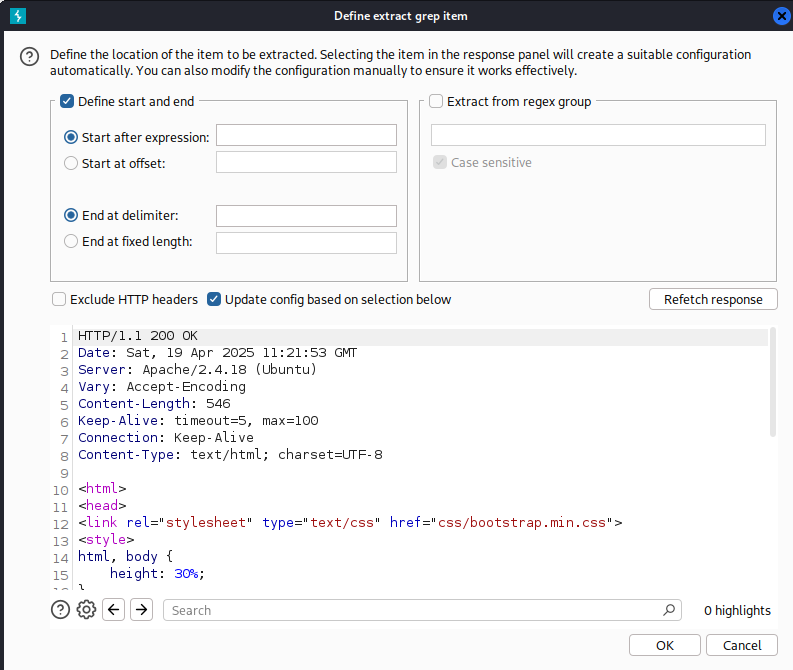 Define extract grep item
Define the location of the item to be extracted. Selecting the item in the response panel will create a suitable configuration
automatically. You can also modify the configuration manually to ensure it works effectively.
Define start and end
Start after expression:
Start at offset:
End at delimiter:
End at fixed length:
Extract from regex group
Case sensitive
Exclude HTTP headers
Update config based on selection below
Refetch response
1 HTTP/1.1 200 OK
2 Date: Sat, 19 Apr 2025 11:21:53 GMT
3 Server: Apache/2.4.18 (Ubuntu)
4 Vary: Accept-Encoding
5 Content-Length: 546
6 Keep-Alive: timeout=5, max=100
7 Connection: Keep-Alive
8 Content-Type: text/html; charset=UTF-8
9
10 <html>
11 <head>
12 <link rel="stylesheet" type="text/css" href="css/bootstrap.min.css">
13 <style>
14 html, body {
15 height: 30%;
16 }
Search
0 highlights
OK
Cancel